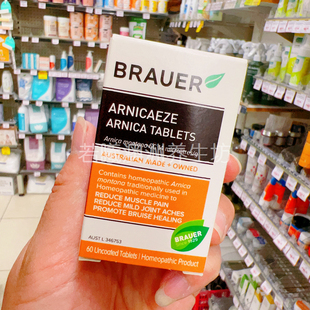 BRAUER
ARNICAEZE
ARNICA TABLETS
AUSTRALIAN MADE + OWNED
Contains homeopathic Arnica
montana traditionally used in
Homeopathic medicine to
REDUCE MUSCLE PAIN
REDUCE MILD JOINT ACHES
PROMOTE BRUISE HEALING
BRAUER
AUST L 346753
60 Uncoated Tablets | Homeopathic Product